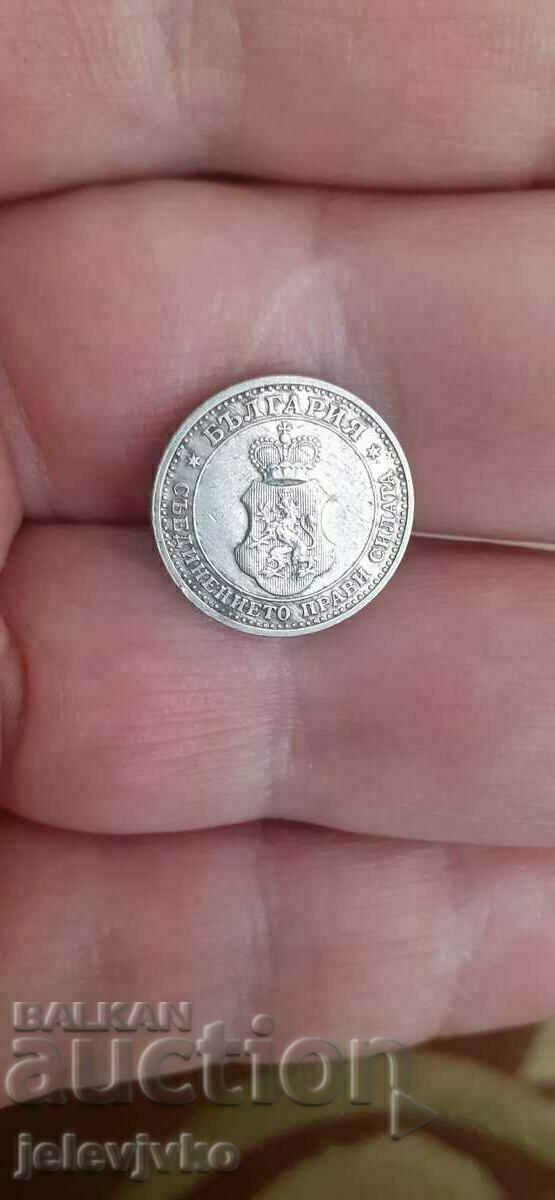 БЪЛГАРИЯ
СЪЕДИНЕНИЕТО ПРАВИ СИЛАТА
BALKAN
auction
jelevjvko